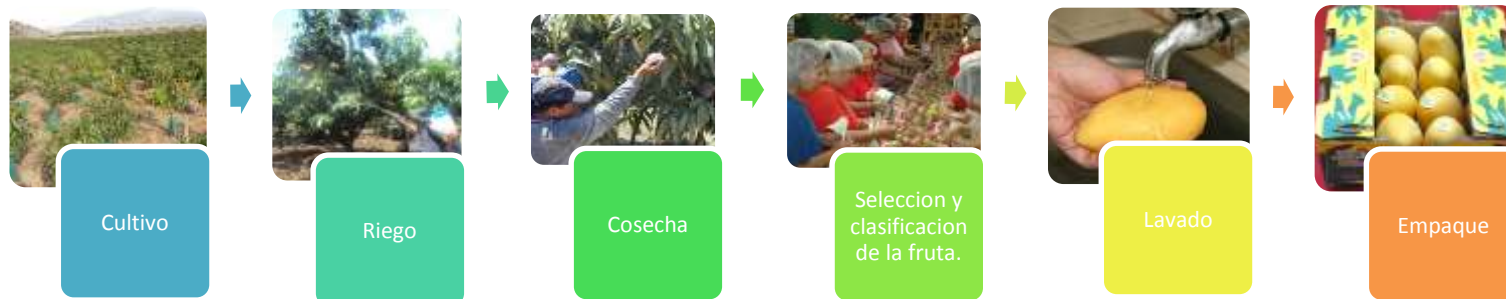 Cultivo
Riego
Cosecha
Seleccion y
clasificacion
de la fruta.
Lavado
Empaque